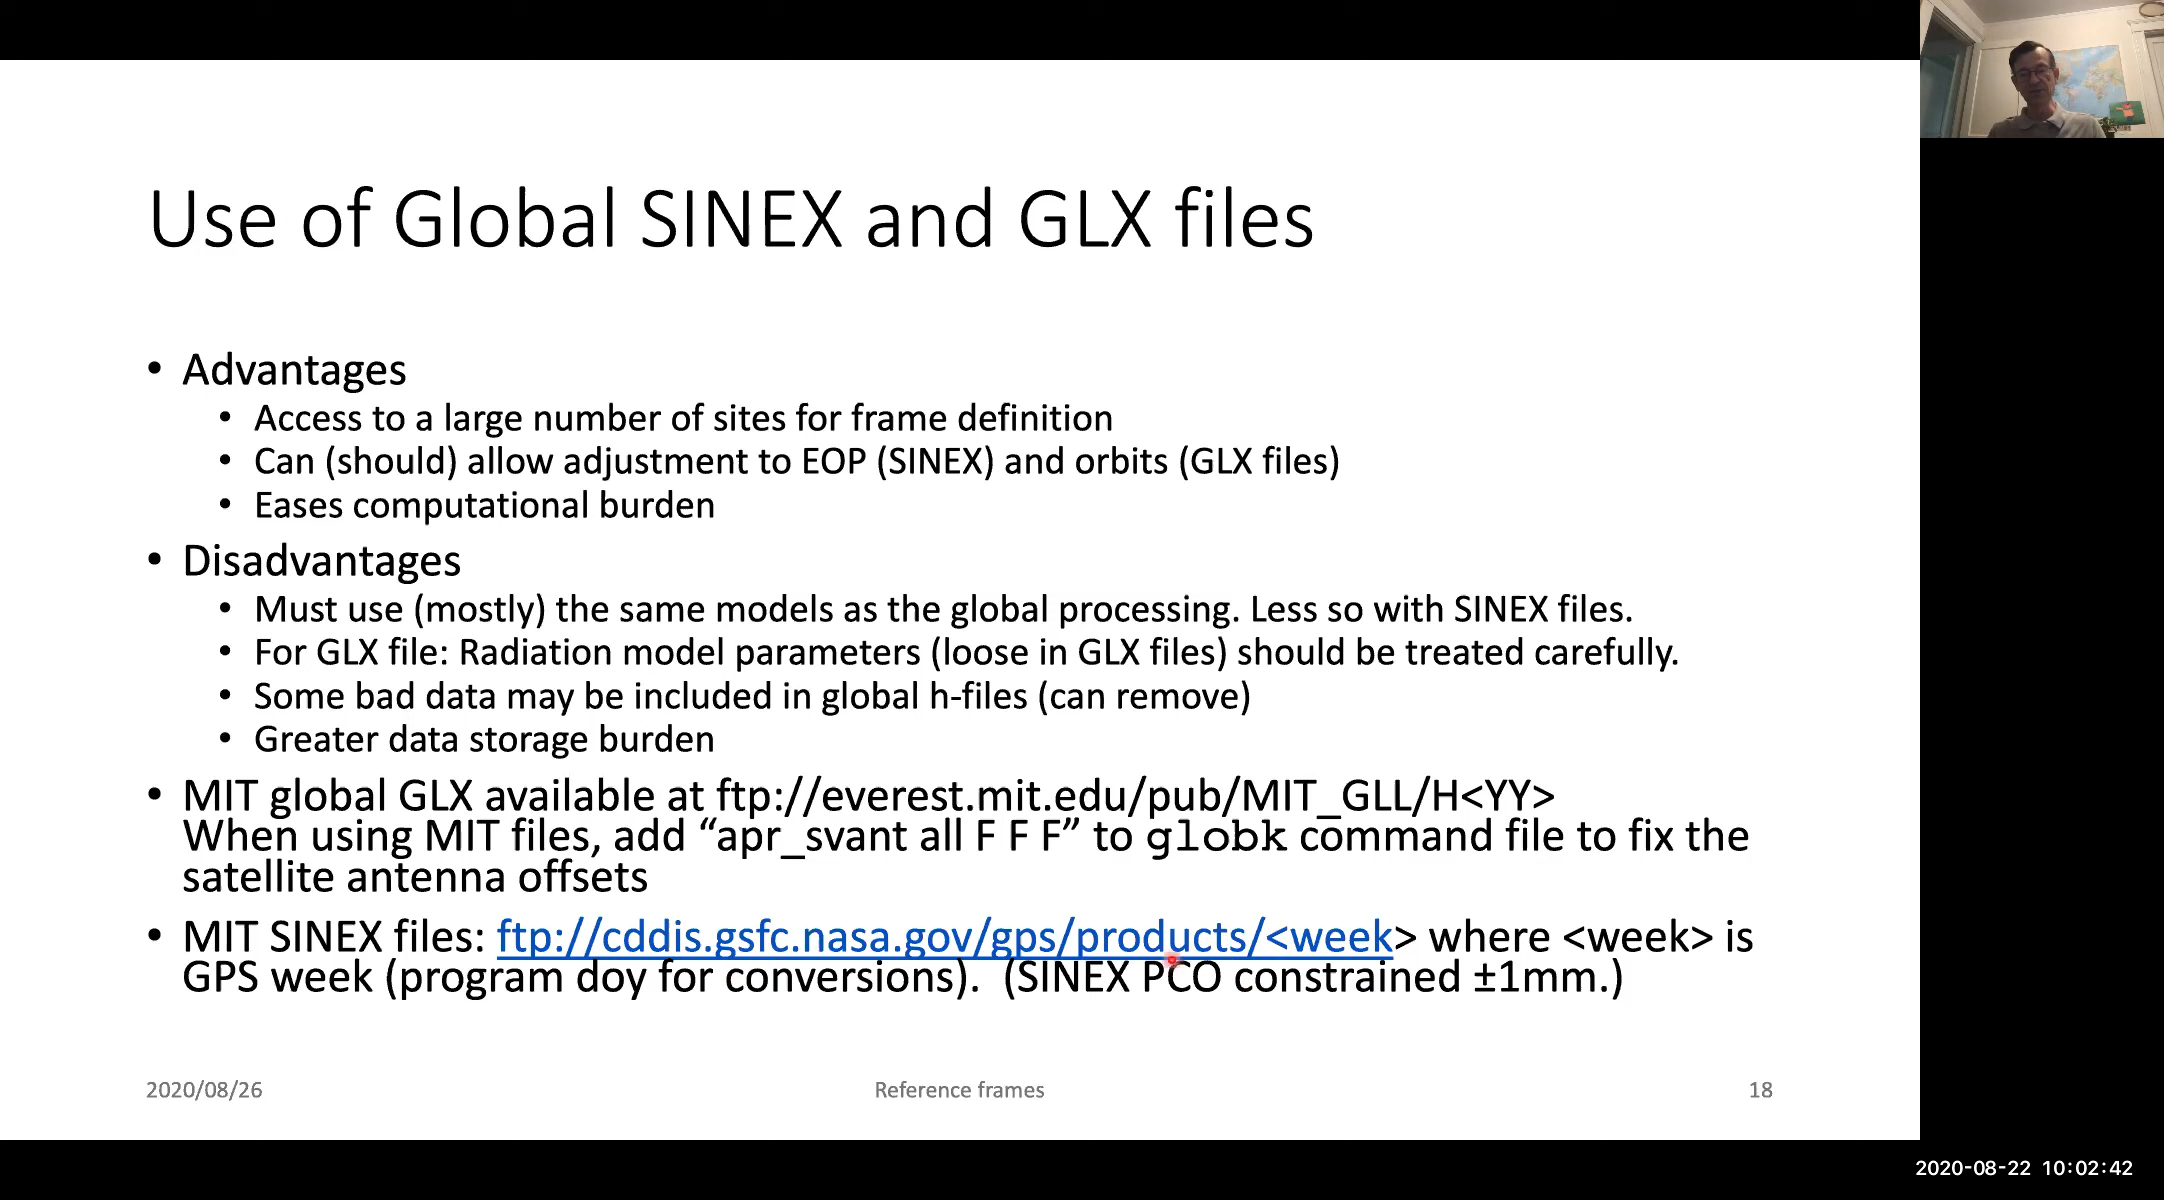 Use of Global SINEX and GLX files
• Advantages
• Access to a large number of sites for frame definition
• Can (should) allow adjustment to EOP (SINEX) and orbits (GLX files)
• Eases computational burden
• Disadvantages
• Must use (mostly) the same models as the global processing. Less so with SINEX files.
• For GLX file: Radiation model parameters (loose in GLX files) should be treated carefully.
• Some bad data may be included in global h-files (can remove)
• Greater data storage burden
• MIT global GLX available at ftp://everest.mit.edu/pub/MIT_GLL/H<YY>
When using MIT files, add “apr_svant all F F F” to globk command file to fix the
satellite antenna offsets
• MIT SINEX files: ftp://cddis.gsfc.nasa.gov/gps/products/<week> where <week> is
GPS week (program doy for conversions).  (SINEX PCO constrained ±1mm.)
2020/08/26
Reference frames
18
2020-08-22 10:02:42